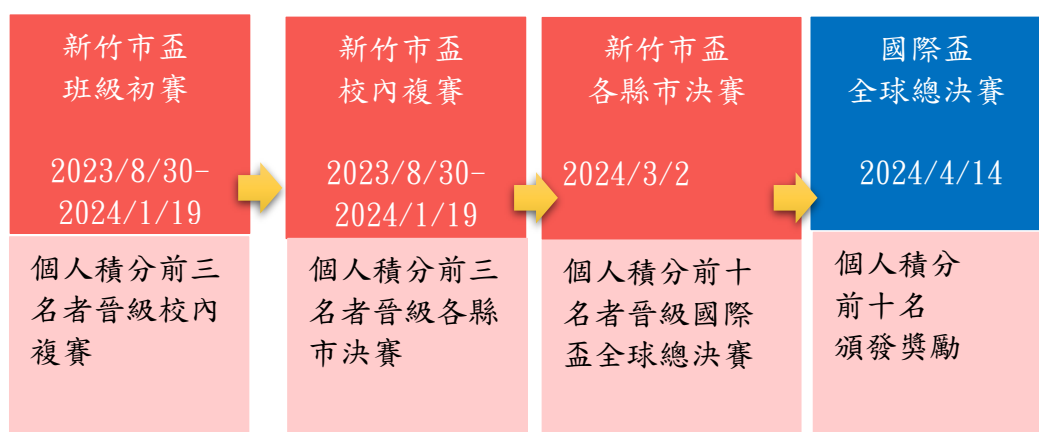 新竹市盃
班級初賽
2023/8/30-
2024/1/19
個人積分前三
名者晉級校內
複賽
新竹市盃
校內複賽
2023/8/30-
2024/1/19
個人積分前三
名者晉級各縣
市決賽
新竹市盃
各縣市決賽
2024/3/2
個人積分前十
名者晉級國際
盃全球總決賽
國際盃
全球總決賽
2024/4/14
個人積分
前十名
頒發獎勵